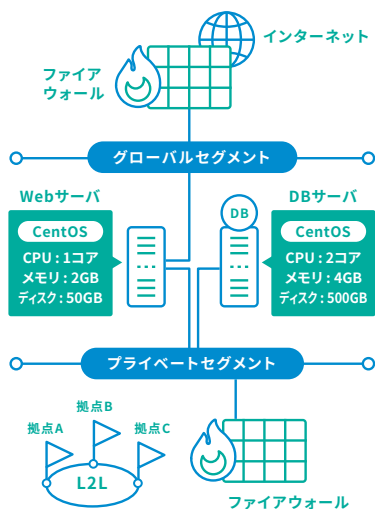 インターネット
ファイア
ウォール
グローバルセグメント
Webサーバ
CentOS
CPU : 1コア
メモリ : 2GB
ディスク : 50GB
DB
DBサーバ
CentOS
CPU : 2コア
メモリ : 4GB
ディスク : 500GB
プライベートセグメント
拠点A
拠点B
拠点C
L2L
ファイアウォール